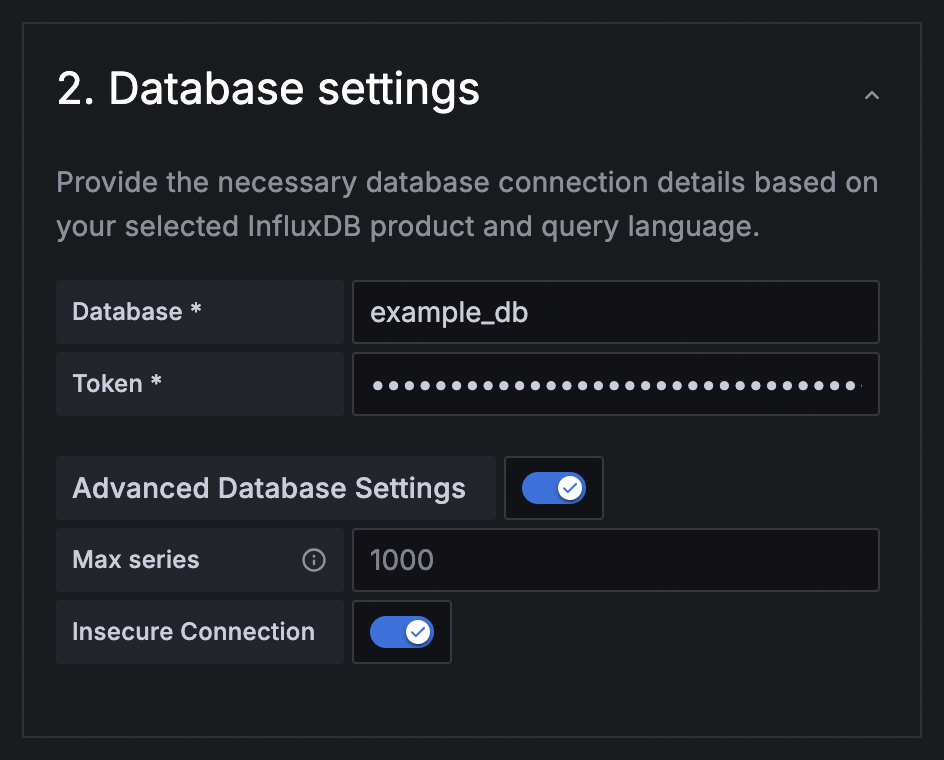 2. Database settings
Provide the necessary database connection details based on
your selected InfluxDB product and query language.
Database *
example_db
Token *
••••••••••••••••••••••••••••••••
Advanced Database Settings
Max series
1000
Insecure Connection